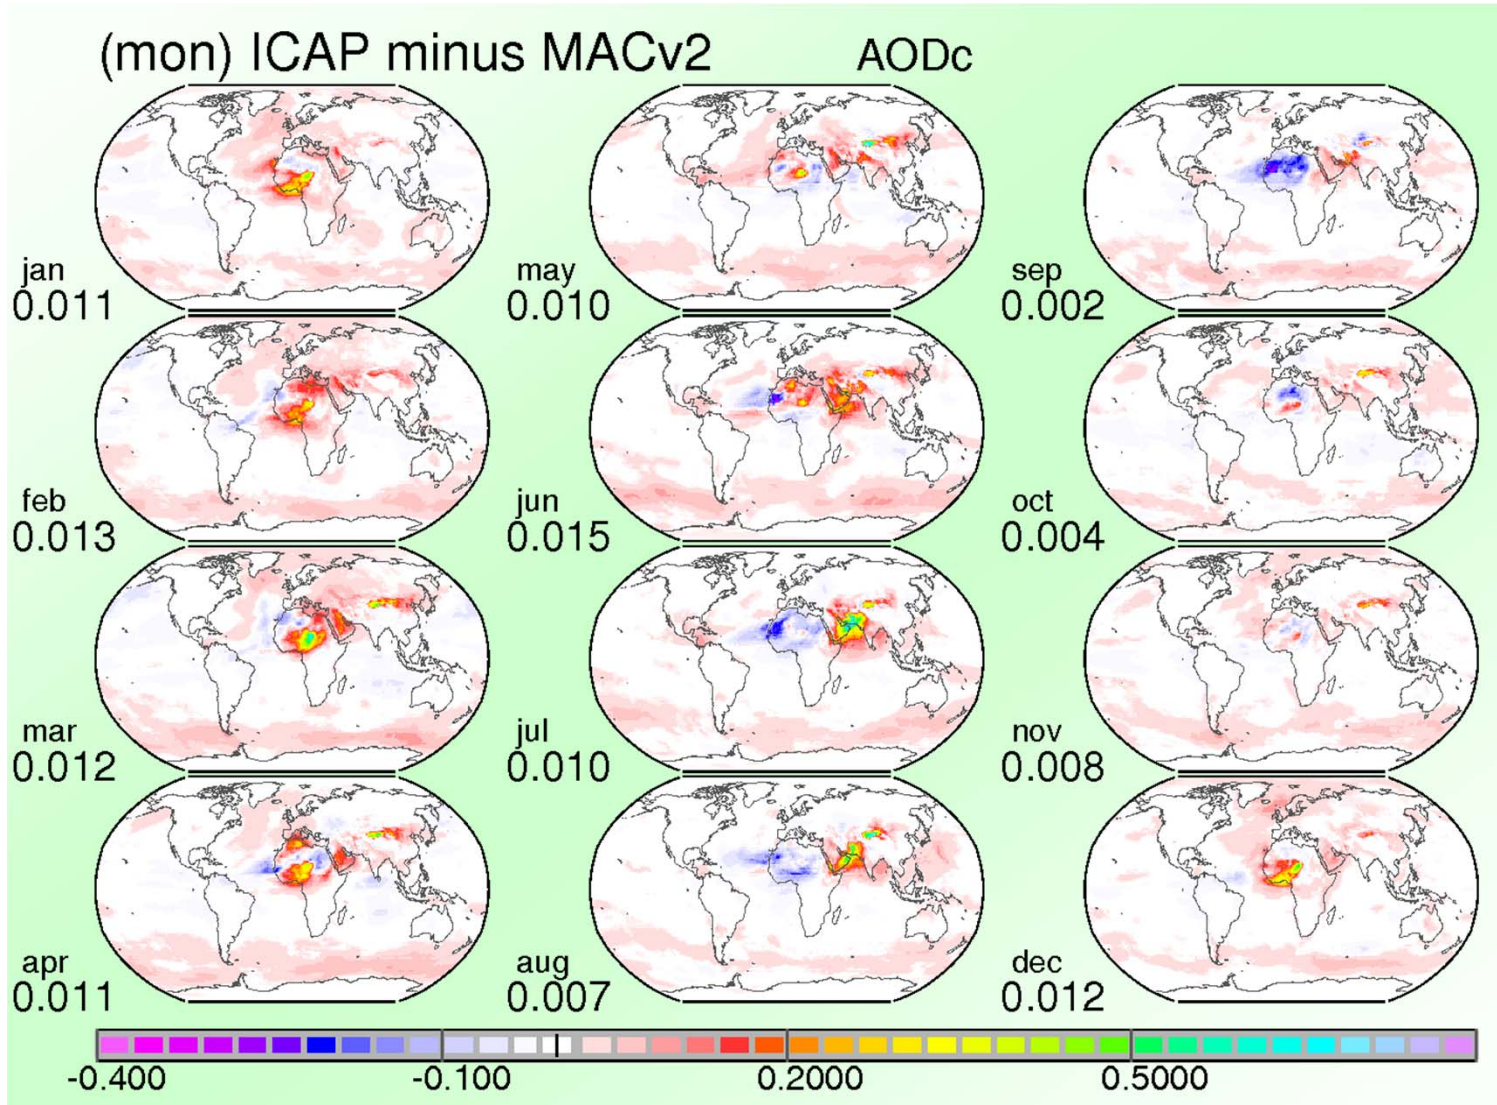 (mon) ICAP minus MACv2 AODc
jan
0.011
may
0.010
sep
0.002
feb
0.013
jun
0.015
oct
0.004
mar
0.012
jul
0.010
nov
0.008
apr
0.011
aug
0.007
dec
0.012
-0.400 -0.100 0.2000 0.5000